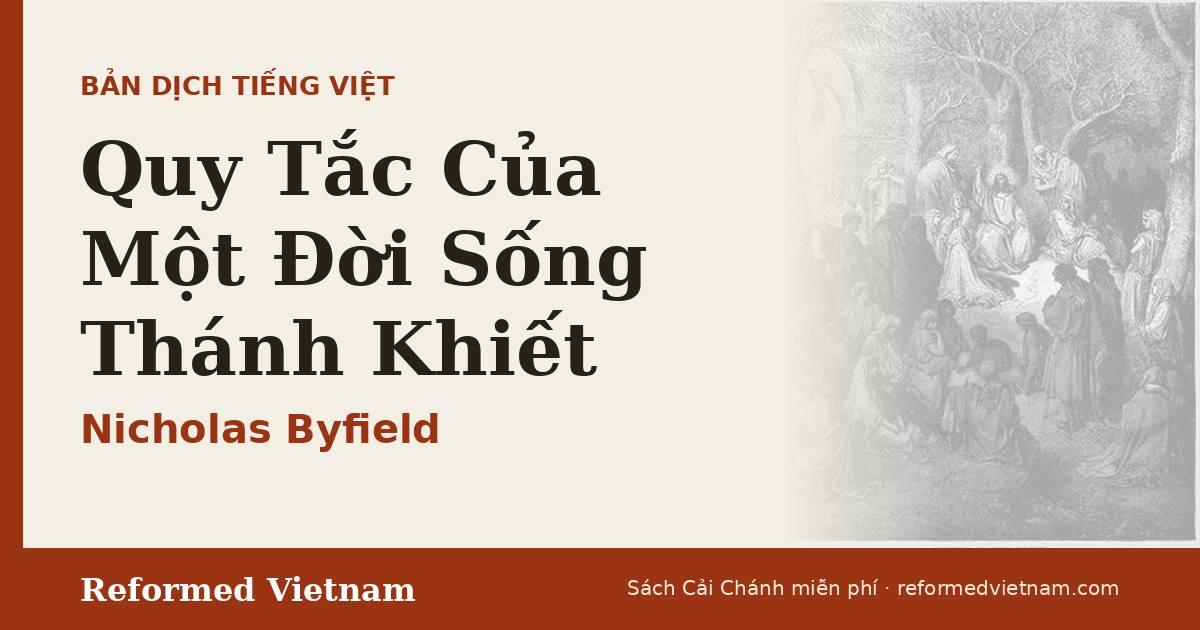 BẢN DỊCH TIẾNG VIỆT
Quy Tắc Của
Một Đời Sống
Thánh Khiết
Nicholas Byfield
Reformed Vietnam
Sách Cải Chánh miễn phí · reformedvietnam.com